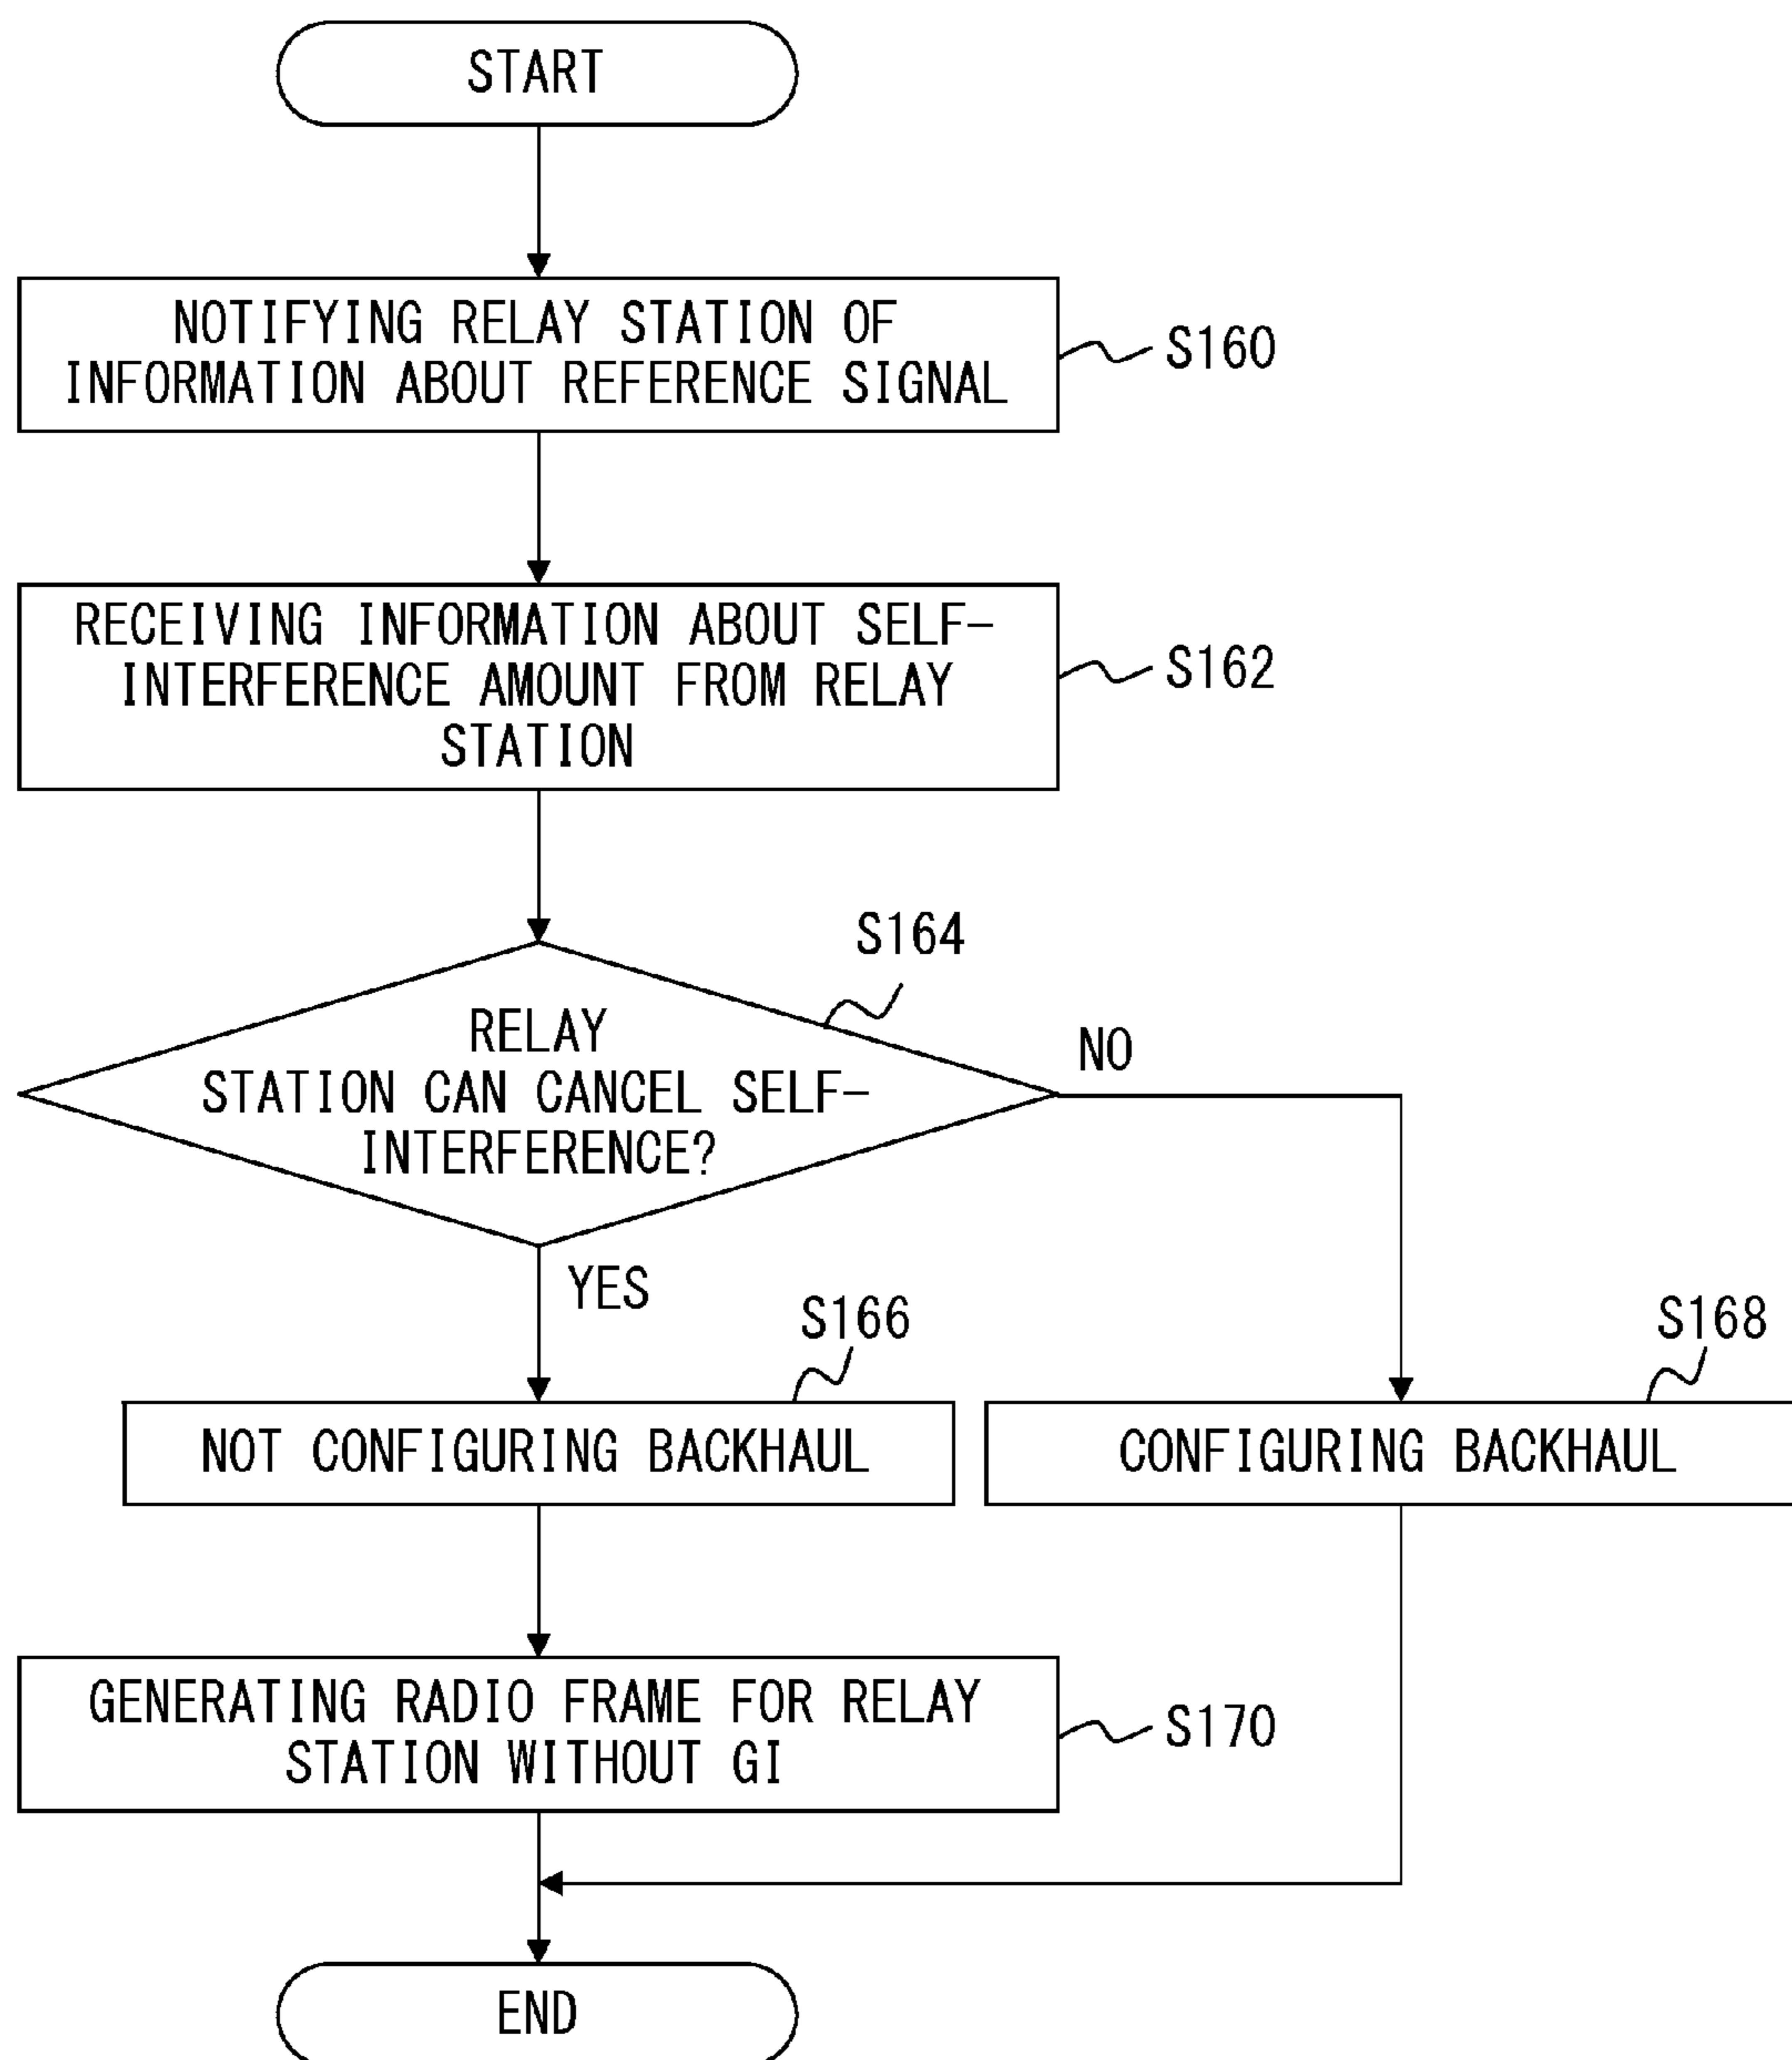 START
NOTIFYING RELAY STATION OF
INFORMATION ABOUT REFERENCE SIGNAL
S160
RECEIVING INFORMATION ABOUT SELF-
INTERFERENCE AMOUNT FROM RELAY
STATION
S162
S164
RELAY
STATION CAN CANCEL SELF-
INTERFERENCE?
NO
YES
S166
NOT CONFIGURING BACKHAUL
S168
CONFIGURING BACKHAUL
GENERATING RADIO FRAME FOR RELAY
STATION WITHOUT GI
S170
END